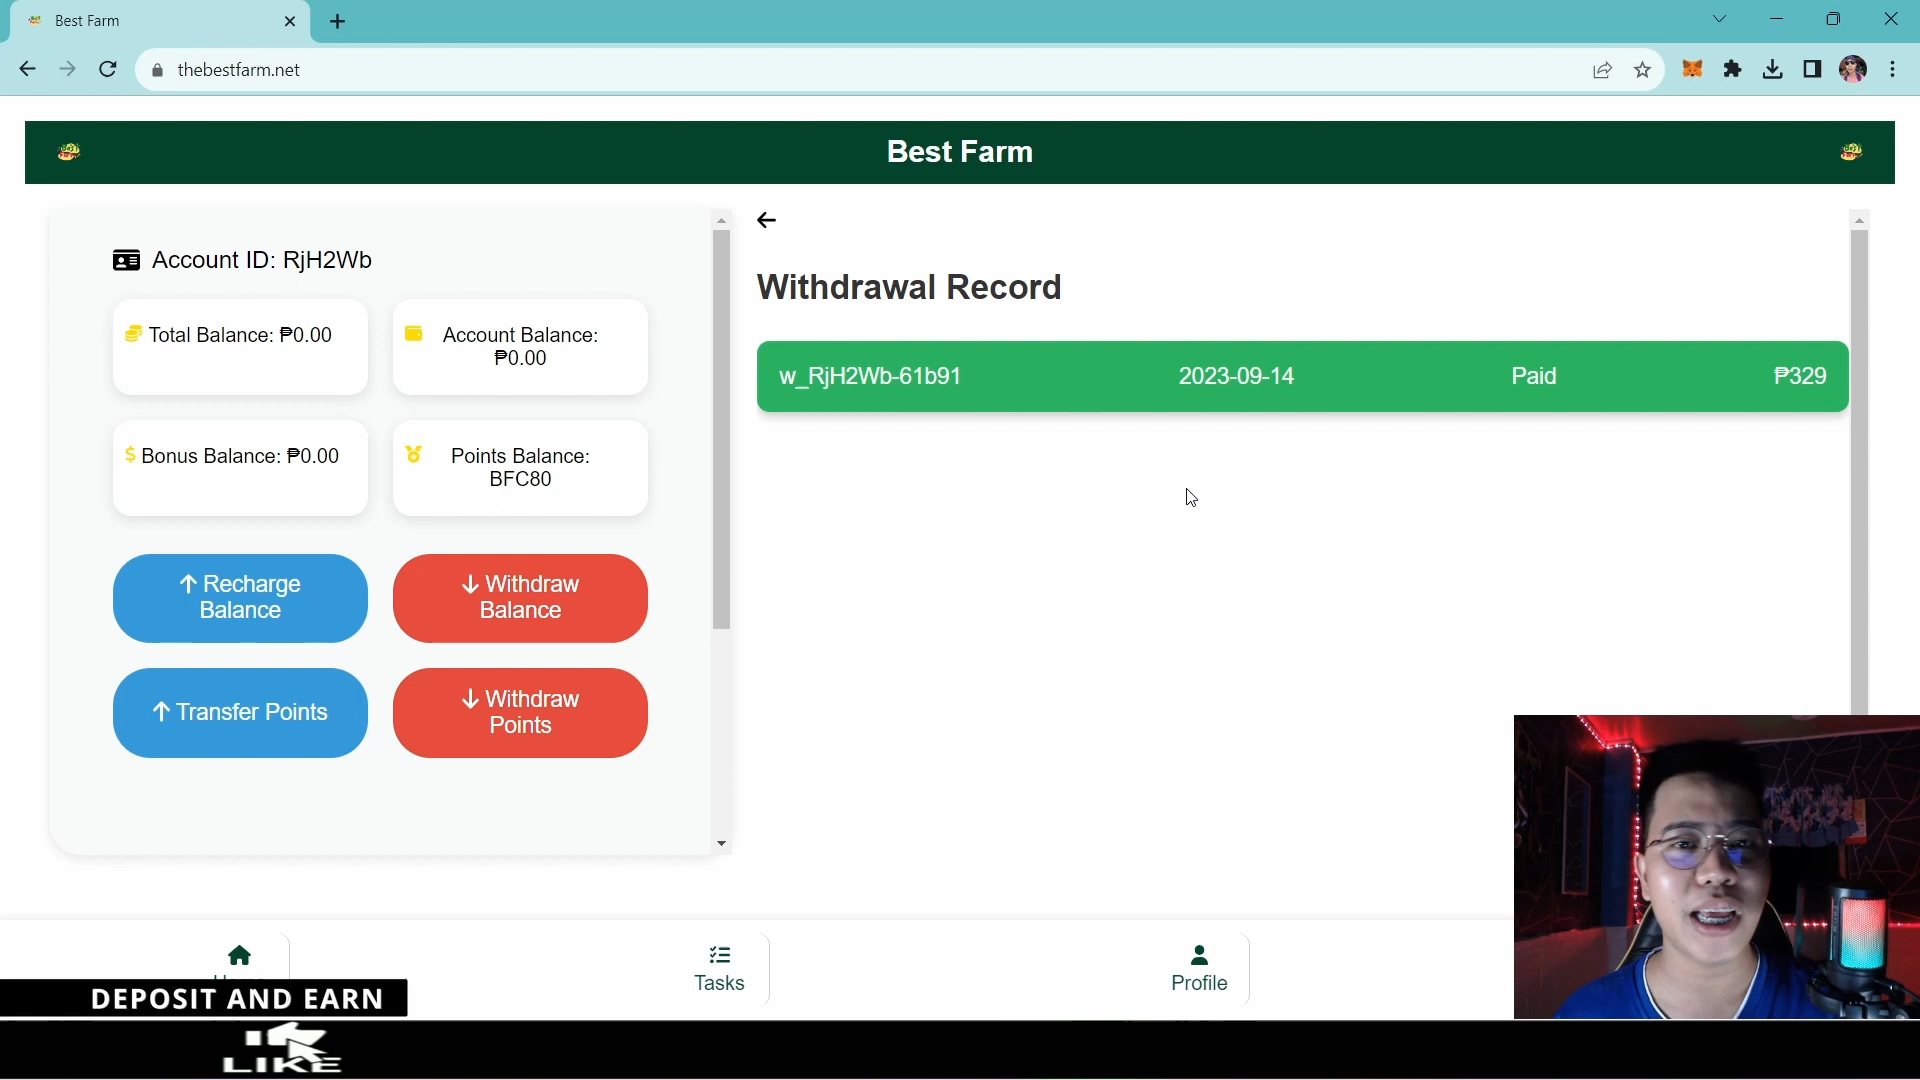 Best Farm
thebestfarm.net
Best Farm
Account ID: RjH2Wb
Total Balance: ₱0.00
Account Balance:
₱0.00
Bonus Balance: ₱0.00
Points Balance:
BFC80
Recharge
Balance
Withdraw
Balance
Transfer Points
Withdraw
Points
Withdrawal Record
w_RjH2Wb-61b91
2023-09-14
Paid
₱329
Tasks
Profile
DEPOSIT AND EARN
LIKE